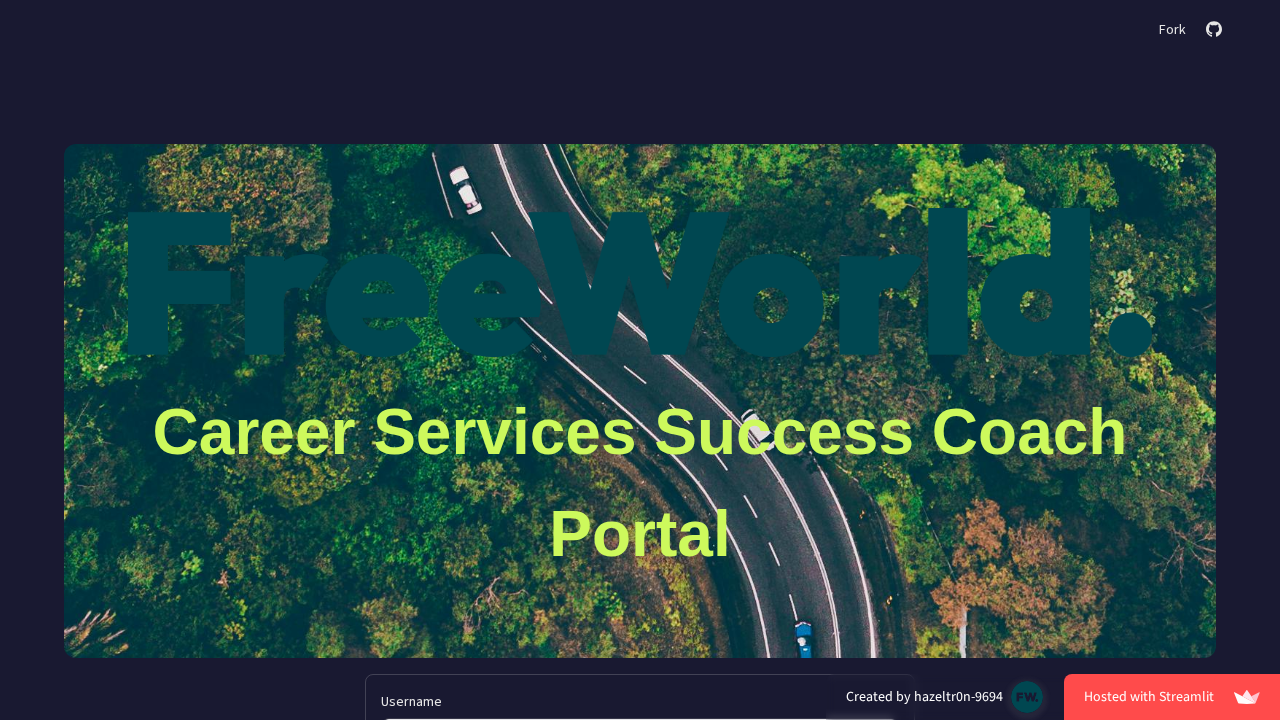 Fork
FreeWorld.
Career Services Success Coach
Portal
Username
Created by hazeltr0n-9694
FW.
Hosted with Streamlit